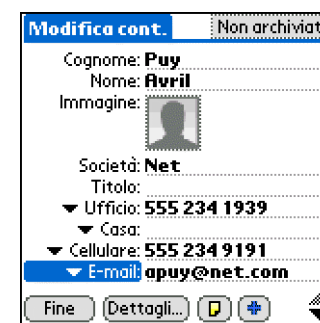 Modifica cont. Non archiviat
Cognome: Puy
Nome: Avril
Immagine:
Società: Net
Titolo:
Ufficio: 555 234 1939
Casa:
Cellulare: 555 234 9191
E-mail: apuy@net.com
Fine Dettagli...